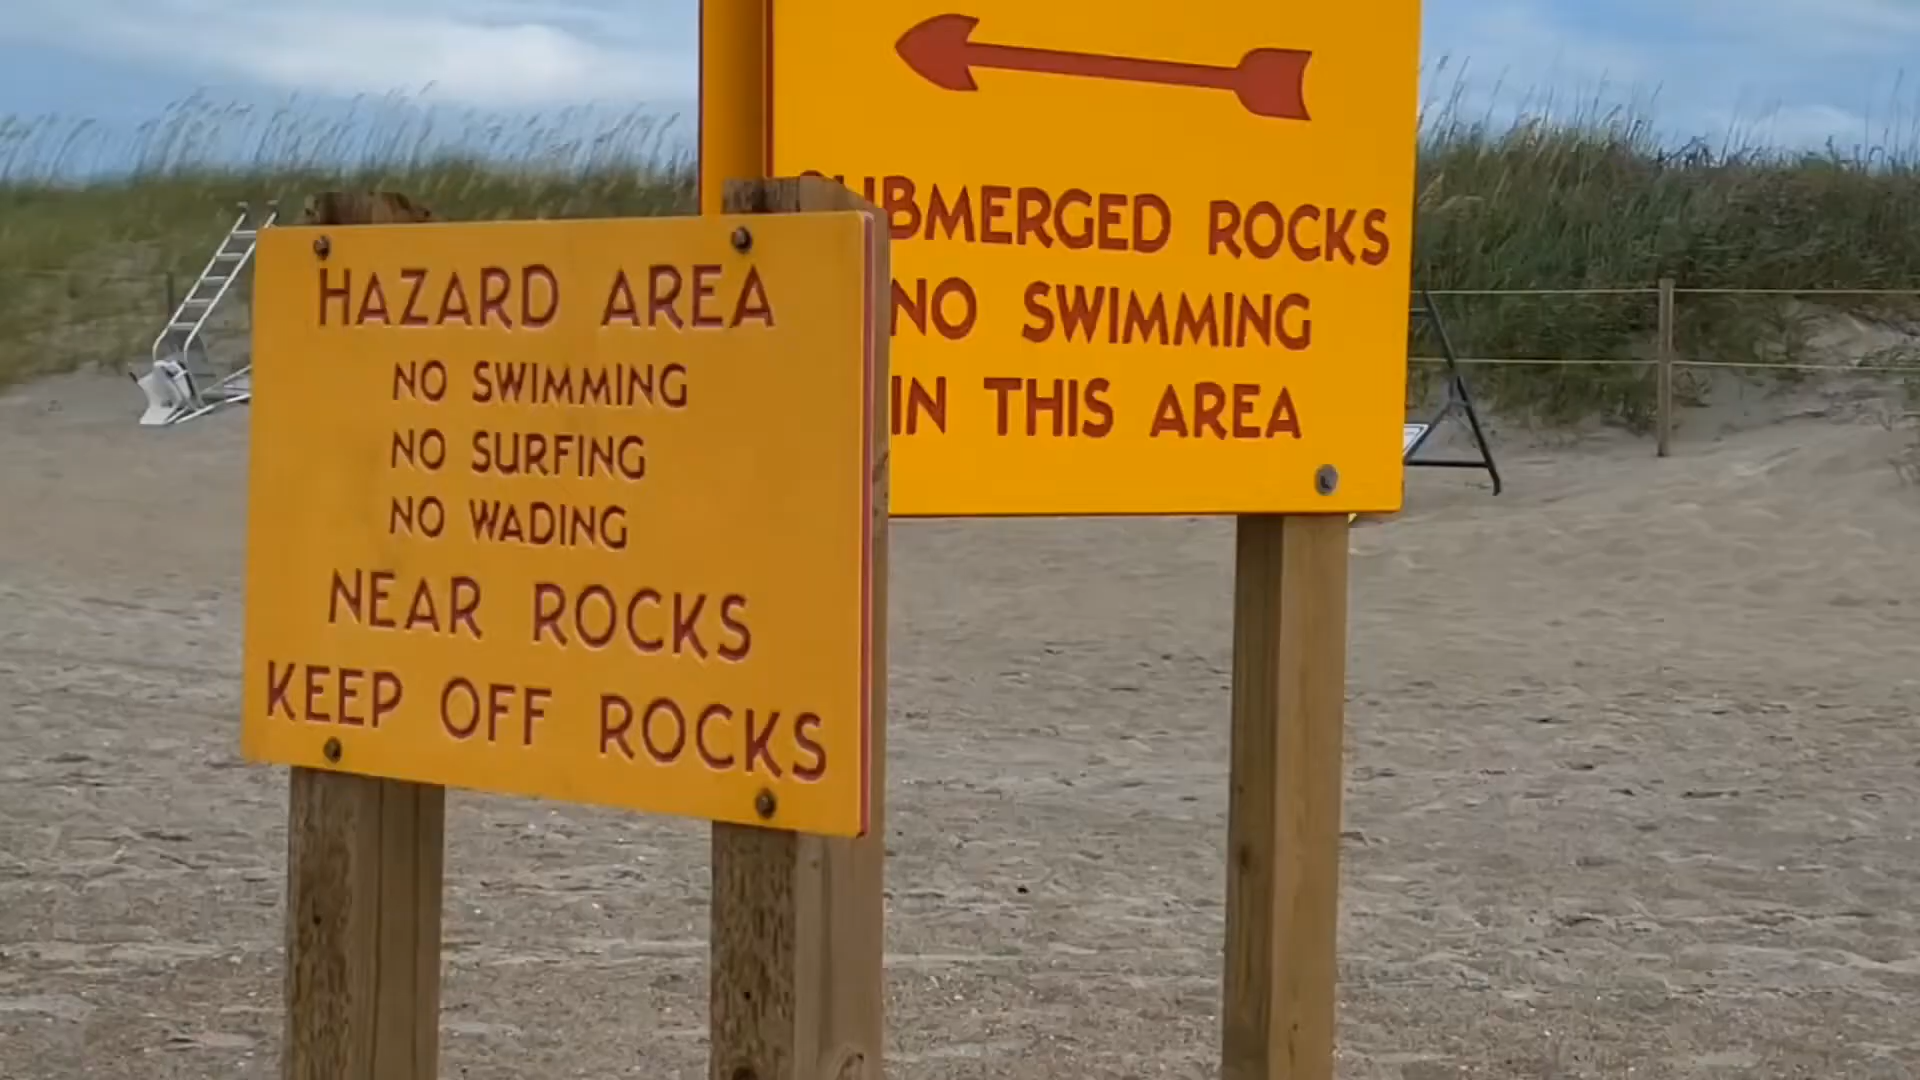 HAZARD AREA
NO SWIMMING
NO SURFING
NO WADING
NEAR ROCKS
KEEP OFF ROCKS
SUBMERGED ROCKS
NO SWIMMING
IN THIS AREA